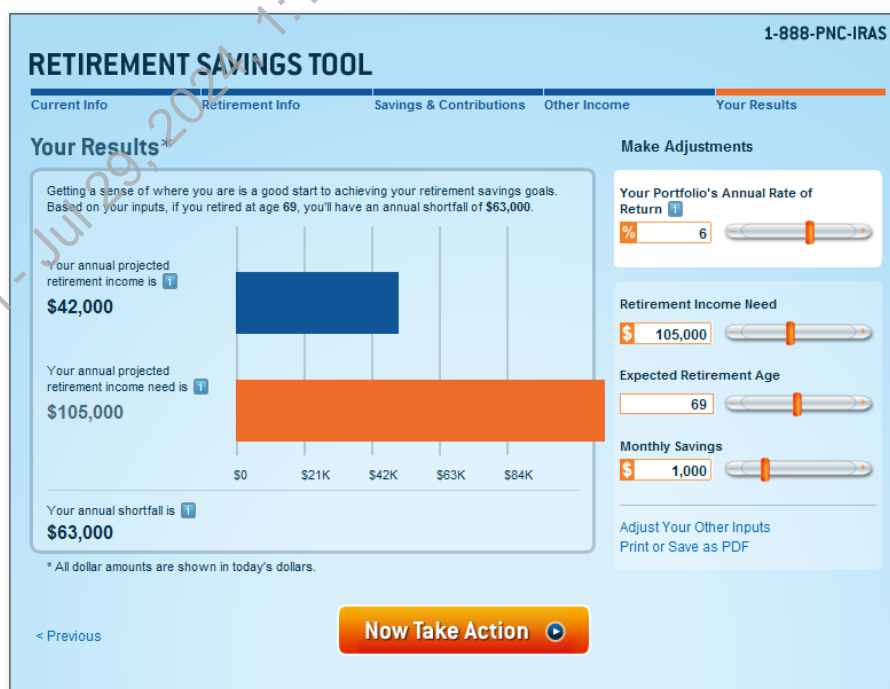 1-888-PNC-IRAS
RETIREMENT SAVINGS TOOL
Current Info
Retirement Info
Savings & Contributions
Other Income
Your Results
Your Results*
Getting a sense of where you are is a good start to achieving your retirement savings goals.
Based on your inputs, if you retired at age 69, you'll have an annual shortfall of $63,000.
Your annual projected
retirement income is i
$42,000
Your annual projected
retirement income need is i
$105,000
$0 $21K $42K $63K $84K
Your annual shortfall is i
$63,000
* All dollar amounts are shown in today's dollars.
Make Adjustments
Your Portfolio's Annual Rate of
Return i
% 6
Retirement Income Need
$ 105,000
Expected Retirement Age
69
Monthly Savings
$ 1,000
Adjust Your Other Inputs
Print or Save as PDF
< Previous
Now Take Action
- Jul 29, 2024, 1: